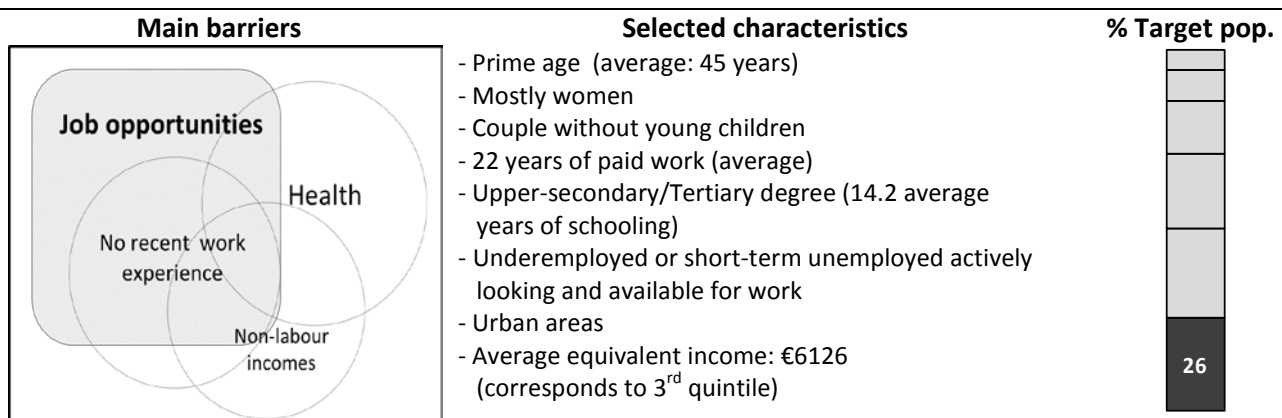 Main barriers
Job opportunities
Health
No recent work
experience
Non-labour
incomes
Selected characteristics
- Prime age (average: 45 years)
- Mostly women
- Couple without young children
- 22 years of paid work (average)
- Upper-secondary/Tertiary degree (14.2 average
years of schooling)
- Underemployed or short-term unemployed actively
looking and available for work
- Urban areas
- Average equivalent income: €6126
(corresponds to 3rd quintile)
% Target pop.
26